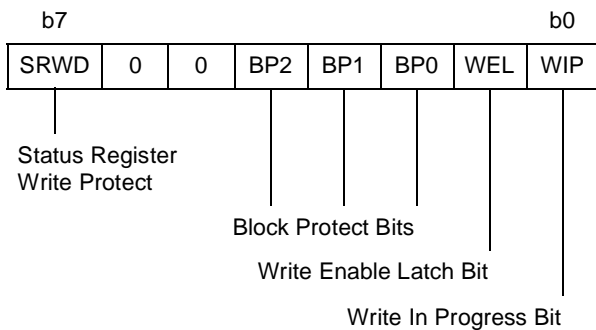 b7 b0
SRWD 0 0 BP2 BP1 BP0 WEL WIP
Status Register
Write Protect
Block Protect Bits
Write Enable Latch Bit
Write In Progress Bit